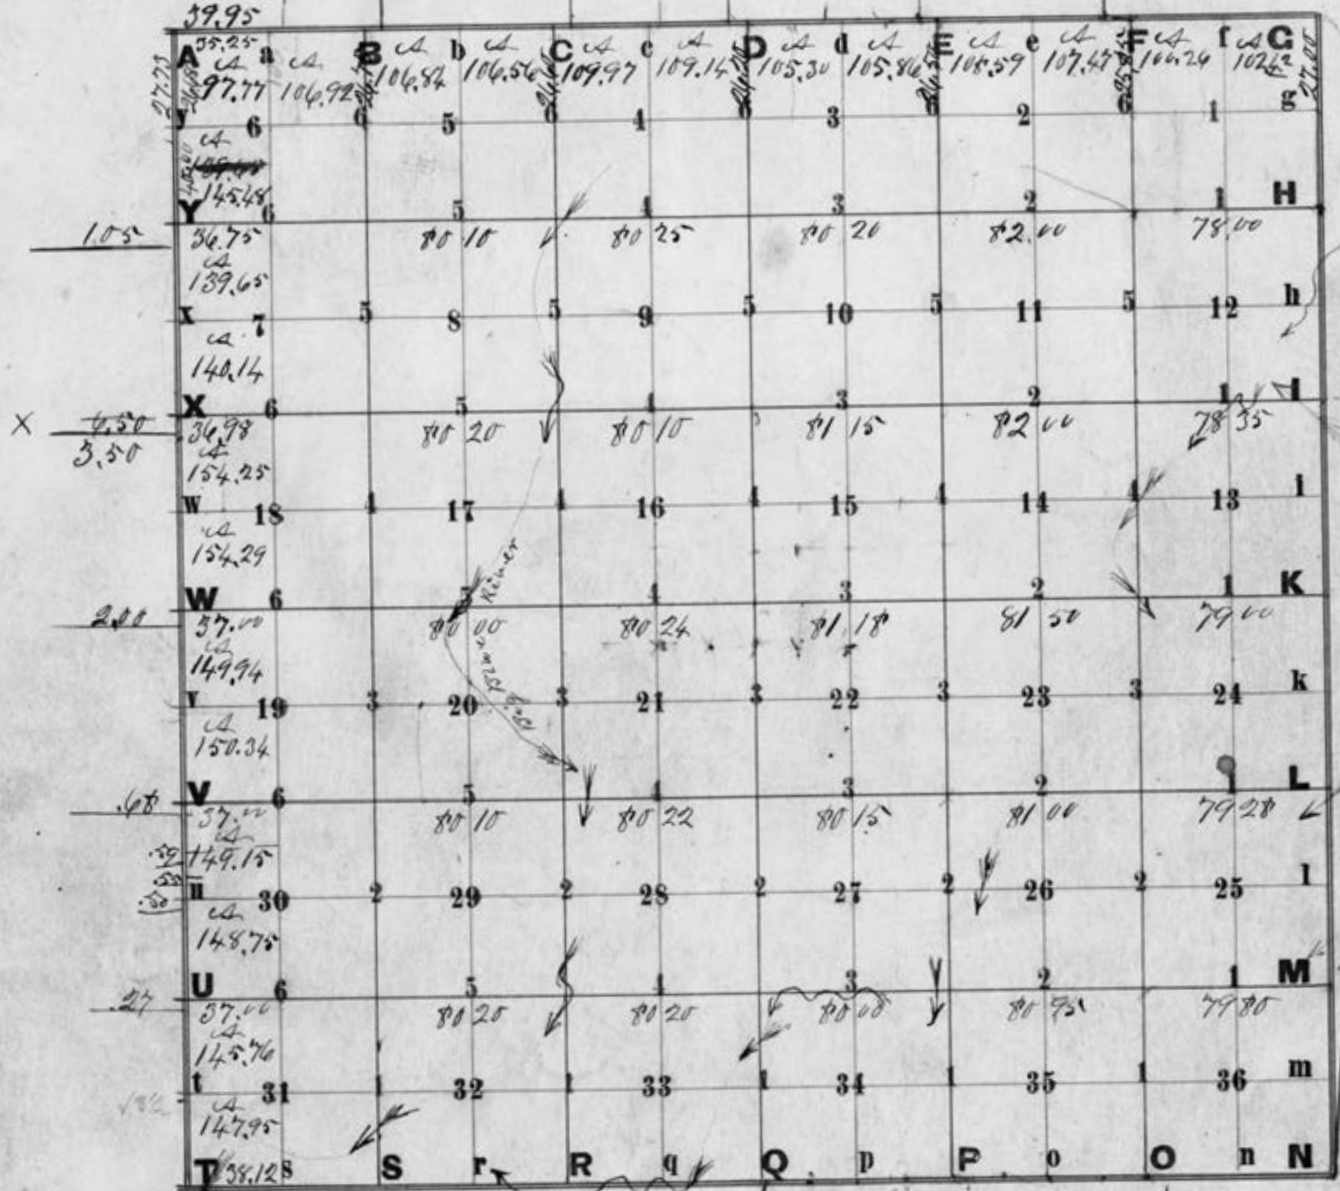 39.95
A 35.25 a B b C c D d E e F f G
A A A A A A A A A A A
97.77 106.92 106.84 106.56 109.97 109.14 105.30 105.86 108.59 107.47 106.26
27.73 27.00
y 6 6 5 6 4 6 3 6 2 6 1 g
A
40.00
145.48
Y 6 5 4 3 2 1 H
1.05 36.75 80 10 80 25 80 20 82.00 78.00
A
139.65
x 7 5 8 5 9 5 10 5 11 5 12 h
A
140.14
X 6 5 4 3 2 1 I
X 4.50 36.98 80 20 80 10 81 15 82 00 78 35
3.50 A
154.25
W 18 4 17 4 16 4 15 4 14 4 13 i
A
154.29
River
W 6 5 4 3 2 1 K
2.00 37.00 80 00 80 24 81.18 81 50 79 00
A
149.94
Big Brunet
V 19 3 20 3 21 3 22 3 23 3 24 k
A
150.34
V 6 5 4 3 2 1 L
.68 37.00 80 10 80 22 80 15 81 00 79 28
A
.59 149.15
u 30 2 29 2 28 2 27 2 26 2 25 l
A
148.75
U 6 5 4 3 2 1 M
.27 37.00 80 20 80 20 80 00 80 95 79 80
A
145.76
t 31 1 32 1 33 1 34 1 35 1 36 m
A
147.95
T 38.12 s S r R q Q p P o O n N